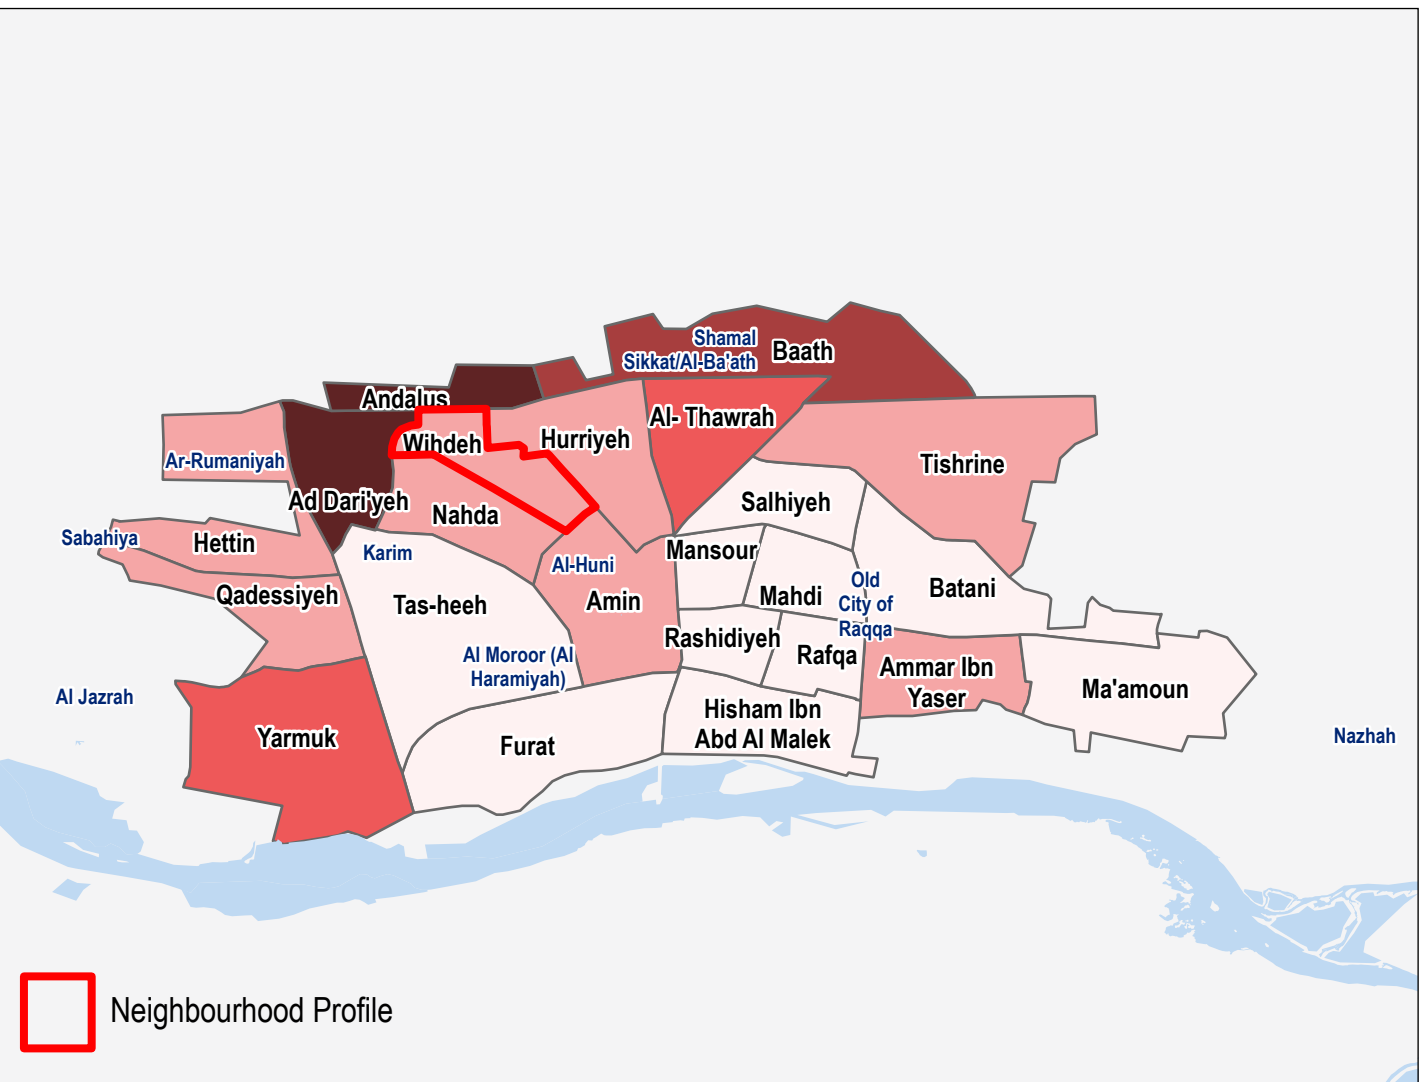 Shamal
Sikkat/Al-Ba'ath
Baath
Andalus
Al- Thawrah
Wihdeh
Hurriyeh
Ar-Rumaniyah
Tishrine
Ad Dari'yeh
Nahda
Salhiyeh
Sabahiya
Hettin
Karim
Al-Huni
Mansour
Qadessiyeh
Tas-heeh
Amin
Mahdi
Old
City of
Raqqa
Batani
Rashidiyeh
Rafqa
Al Moroor (Al
Haramiyah)
Ammar Ibn
Yaser
Ma'amoun
Al Jazrah
Yarmuk
Furat
Hisham Ibn
Abd Al Malek
Nazhah
Neighbourhood Profile